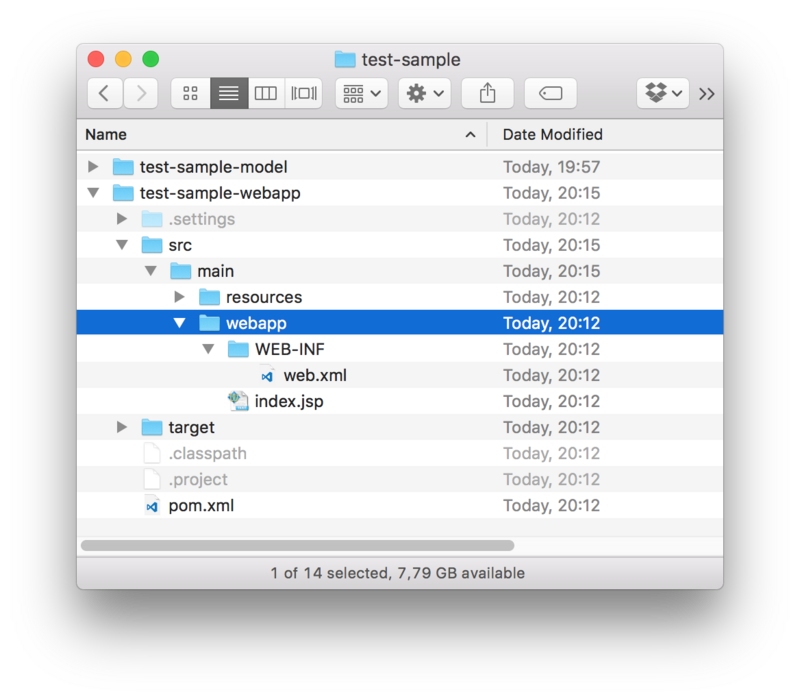 test-sample
Name Date Modified
test-sample-model Today, 19:57
test-sample-webapp Today, 20:15
.settings Today, 20:12
src Today, 20:15
main Today, 20:15
resources Today, 20:12
webapp Today, 20:12
WEB-INF Today, 20:12
web.xml Today, 20:12
index.jsp Today, 20:12
target Today, 20:12
.classpath Today, 20:12
.project Today, 20:12
pom.xml Today, 20:12
1 of 14 selected, 7,79 GB available